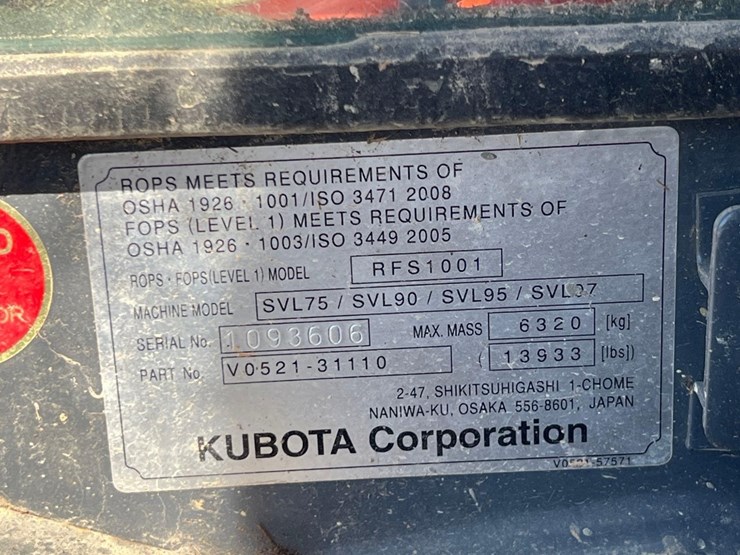 ROPS MEETS REQUIREMENTS OF
OSHA 1926・1001/ISO 3471 2008
FOPS (LEVEL 1) MEETS REQUIREMENTS OF
OSHA 1926・1003/ISO 3449 2005
ROPS・FOPS(LEVEL 1) MODEL RFS1001
MACHINE MODEL SVL75 / SVL90 / SVL95 / SVL97
SERIAL No. 1093606 MAX. MASS 6320 [kg]
PART No. V0521-31110 (13933 [lbs])
2-47, SHIKITSUHIGASHI 1-CHOME
NANIWA-KU, OSAKA 556-8601, JAPAN
KUBOTA Corporation
V0521-57571